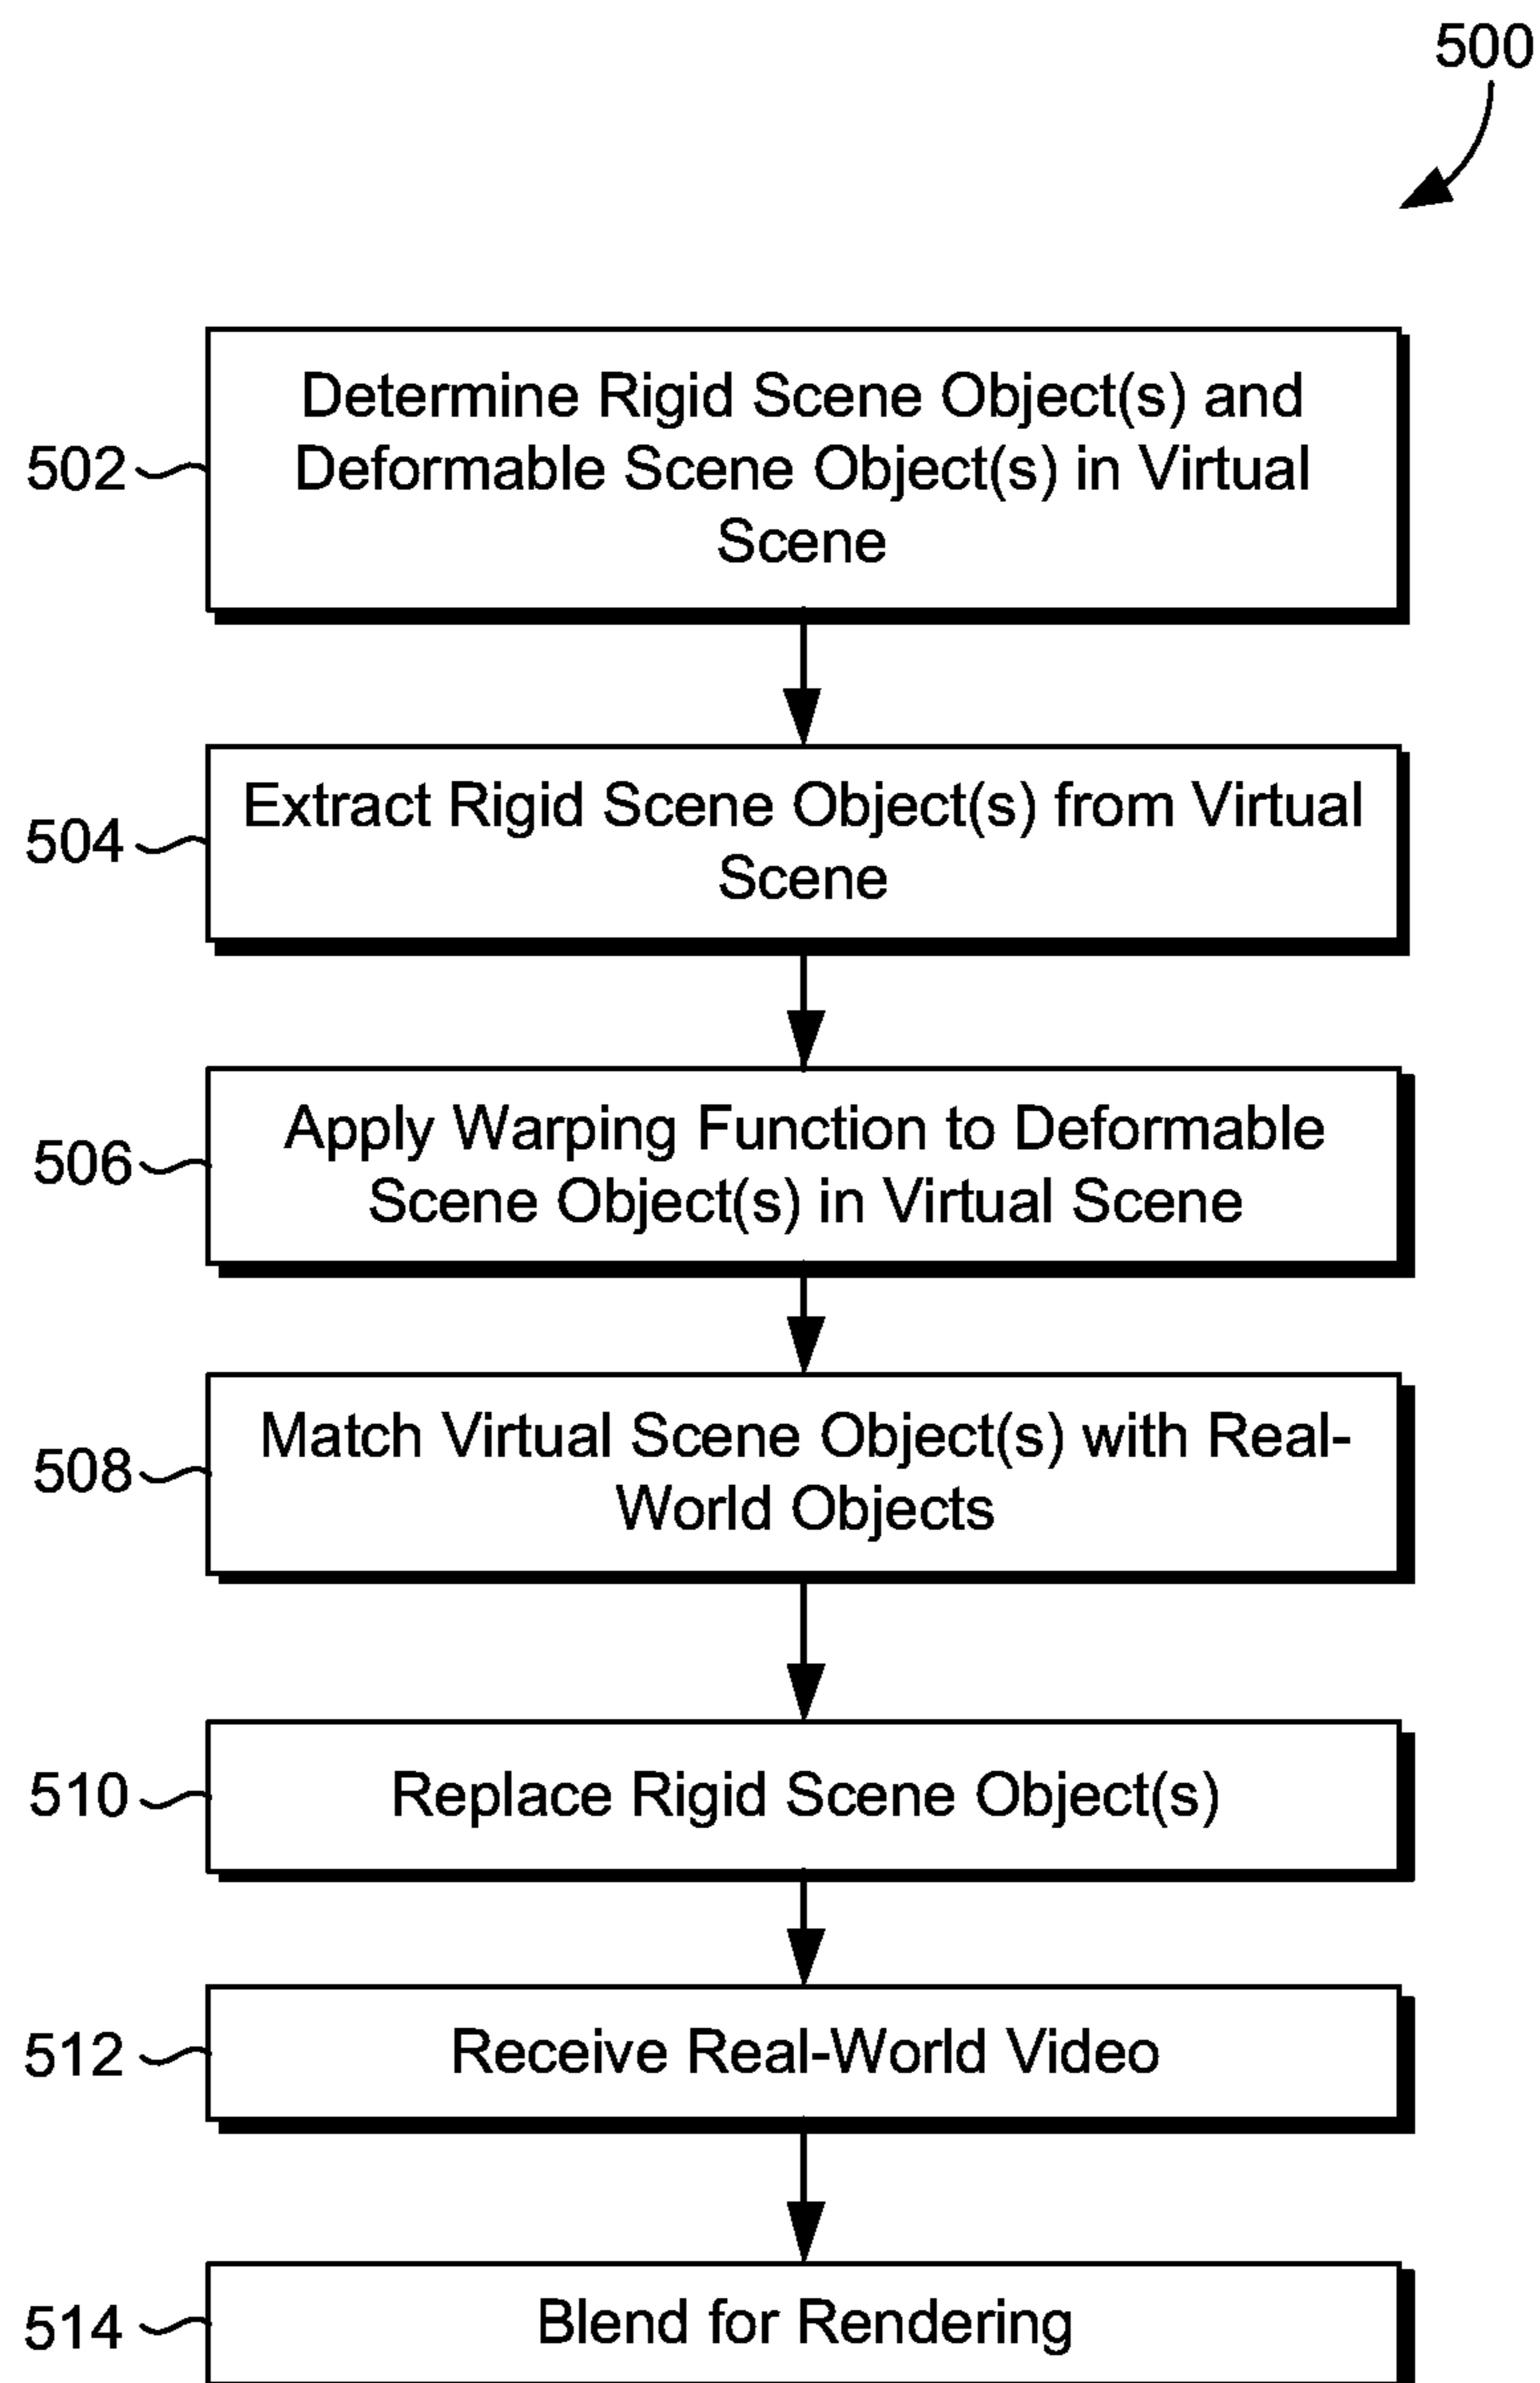 500
Determine Rigid Scene Object(s) and
502
Deformable Scene Object(s) in Virtual
Scene
Extract Rigid Scene Object(s) from Virtual
504
Scene
Apply Warping Function to Deformable
506
Scene Object(s) in Virtual Scene
Match Virtual Scene Object(s) with Real-
508
World Objects
510
Replace Rigid Scene Object(s)
512
Receive Real-World Video
514
Blend for Rendering